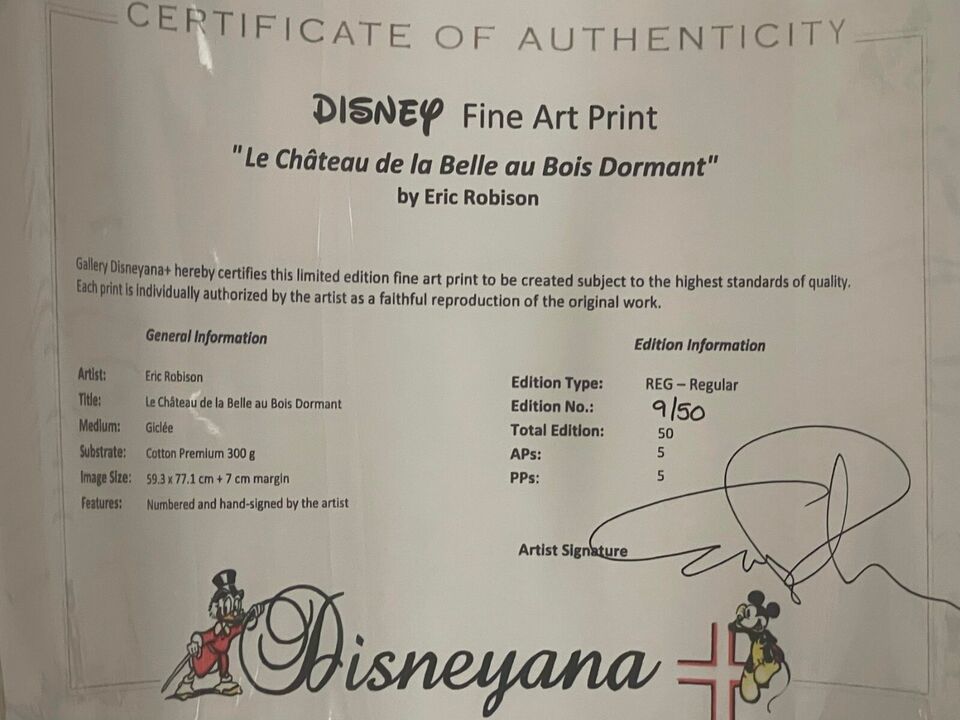 CERTIFICATE OF AUTHENTICITY
DISNEY Fine Art Print
"Le Château de la Belle au Bois Dormant"
by Eric Robison
Gallery Disneyana+ hereby certifies this limited edition fine art print to be created subject to the highest standards of quality.
Each print is individually authorized by the artist as a faithful reproduction of the original work.
General Information
Artist: Eric Robison
Title: Le Château de la Belle au Bois Dormant
Medium: Giclée
Substrate: Cotton Premium 300 g
Image Size: 59.3 x 77.1 cm + 7 cm margin
Features: Numbered and hand-signed by the artist
Edition Information
Edition Type: REG – Regular
Edition No.: 9/50
Total Edition: 50
APs: 5
PPs: 5
Artist Signature
Disneyana